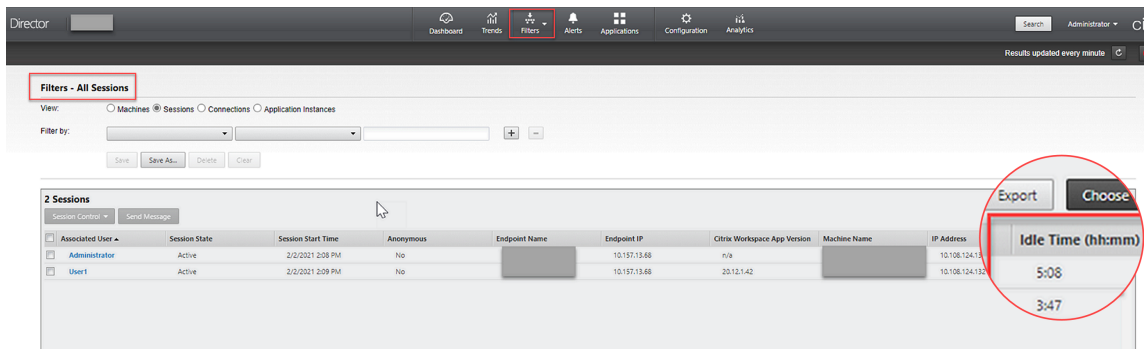 Director
Dashboard Trends Filters Alerts Applications Configuration Analytics
Search Administrator
Results updated every minute
Filters - All Sessions
View: Machines Sessions Connections Application Instances
Filter by:
+ -
Save Save As... Delete Clear
2 Sessions
Session Control Send Message
Export Choose
Associated User Session State Session Start Time Anonymous Endpoint Name Endpoint IP Citrix Workspace App Version Machine Name IP Address Idle Time (hh:mm)
Administrator Active 2/2/2021 2:08 PM No 10.157.13.68 n/a 5:08
User1 Active 2/2/2021 2:09 PM No 10.157.13.68 20.12.1.42 3:47